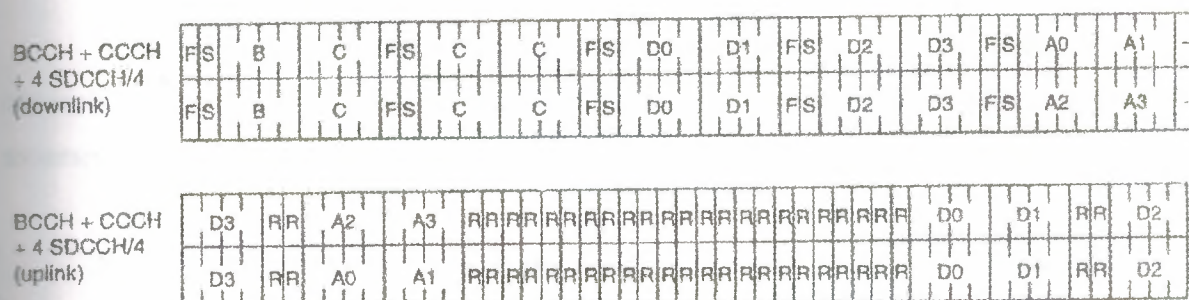 BCCH + CCCH
+ 4 SDCCH/4
(downlink)
F S B C F S C C F S D0 D1 F S D2 D3 F S A0 A1 -
F S B C F S C C F S D0 D1 F S D2 D3 F S A2 A3 -
BCCH + CCCH
+ 4 SDCCH/4
(uplink)
D3 R R A2 A3 R R R R R R R R R R R R R R R R R R R R R R R D0 D1 R R D2
D3 R R A0 A1 R R R R R R R R R R R R R R R R R R R R R R R D0 D1 R R D2